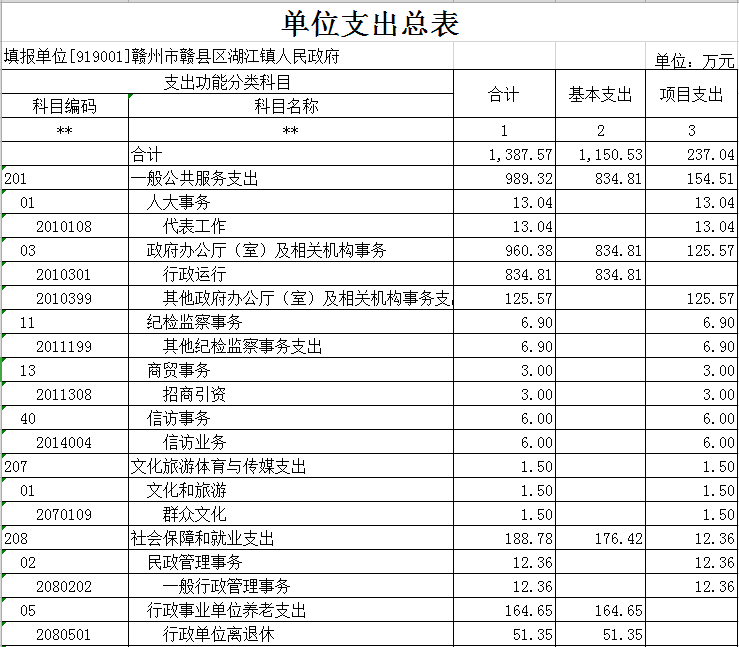 单位支出总表
填报单位[919001]赣州市赣县区湖江镇人民政府 单位：万元
支出功能分类科目 合计 基本支出 项目支出
科目编码 科目名称
** ** 1 2 3
合计 1,387.57 1,150.53 237.04
201 一般公共服务支出 989.32 834.81 154.51
01 人大事务 13.04 13.04
2010108 代表工作 13.04 13.04
03 政府办公厅（室）及相关机构事务 960.38 834.81 125.57
2010301 行政运行 834.81 834.81
2010399 其他政府办公厅（室）及相关机构事务支 125.57 125.57
11 纪检监察事务 6.90 6.90
2011199 其他纪检监察事务支出 6.90 6.90
13 商贸事务 3.00 3.00
2011308 招商引资 3.00 3.00
40 信访事务 6.00 6.00
2014004 信访业务 6.00 6.00
207 文化旅游体育与传媒支出 1.50 1.50
01 文化和旅游 1.50 1.50
2070109 群众文化 1.50 1.50
208 社会保障和就业支出 188.78 176.42 12.36
02 民政管理事务 12.36 12.36
2080202 一般行政管理事务 12.36 12.36
05 行政事业单位养老支出 164.65 164.65
2080501 行政单位离退休 51.35 51.35